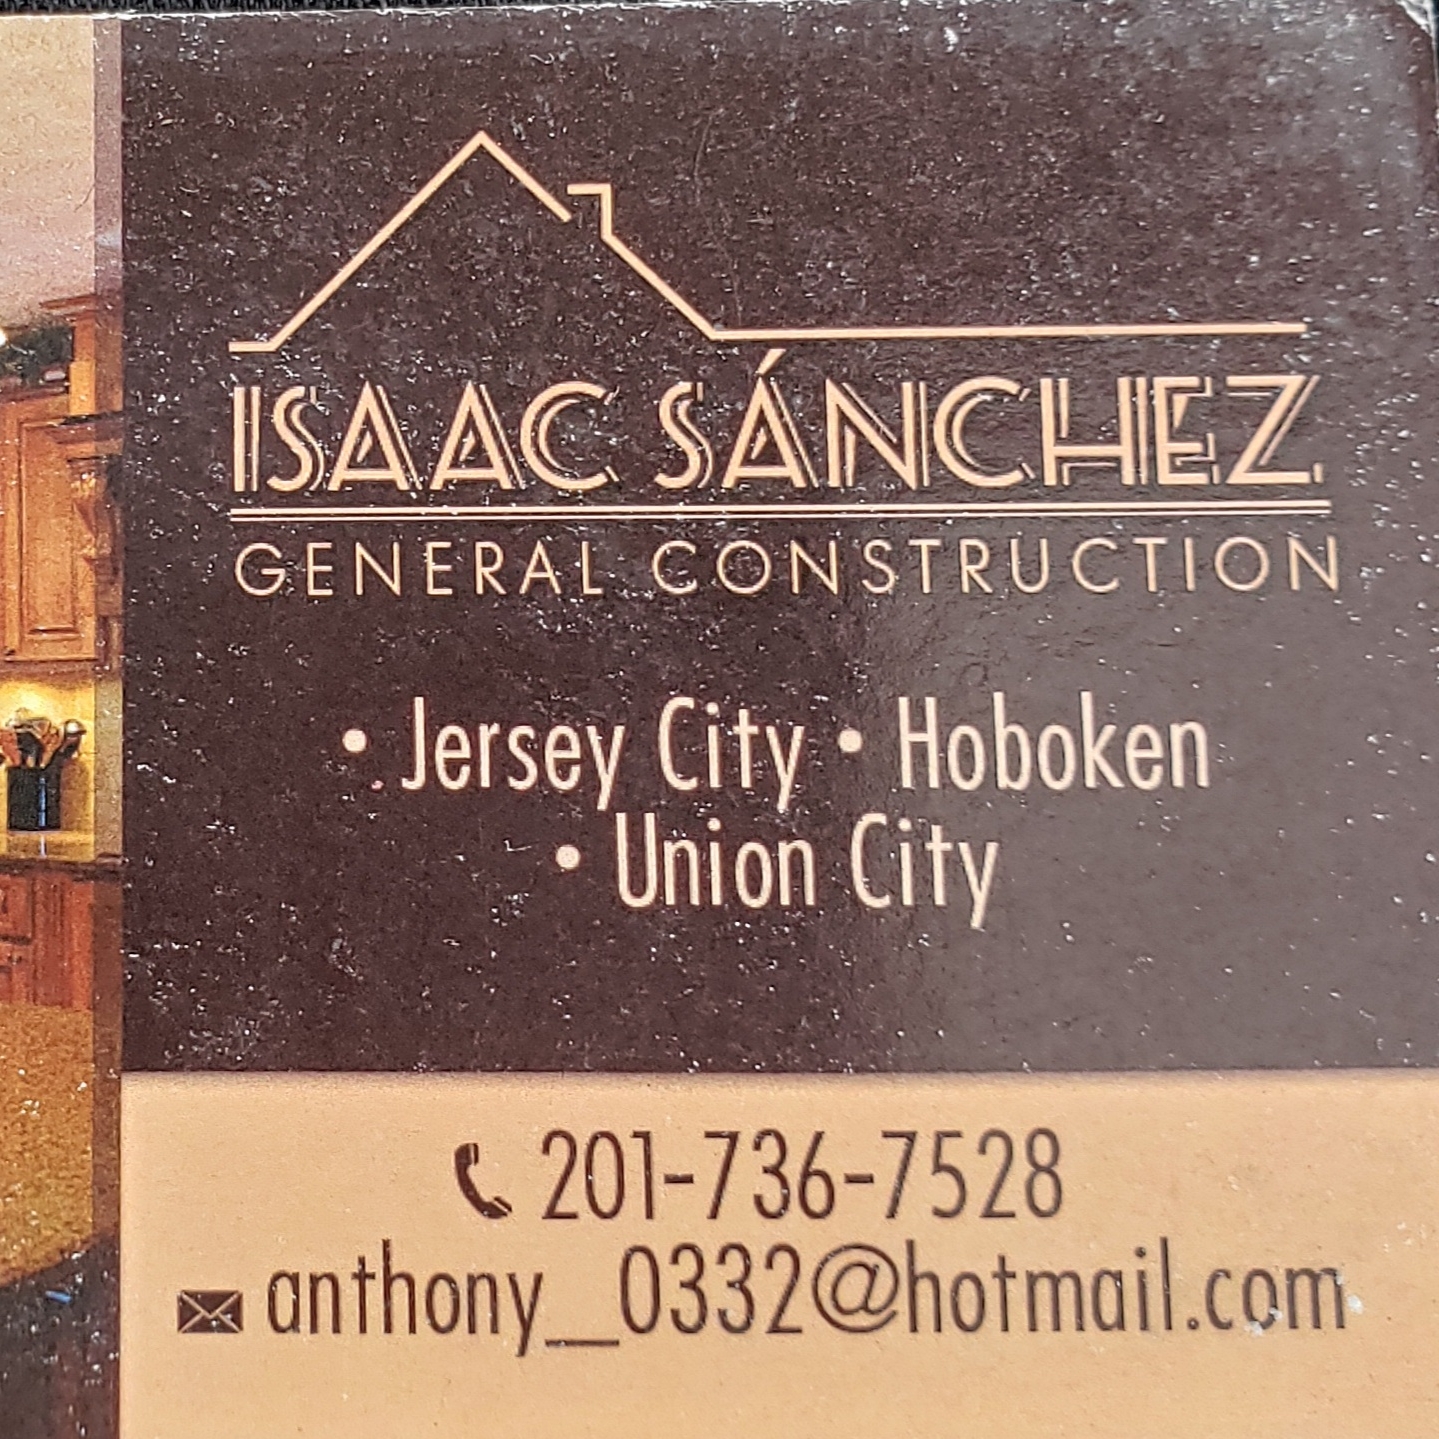 ISAAC SÁNCHEZ
GENERAL CONSTRUCTION
• Jersey City • Hoboken
• Union City
201-736-7528
anthony_0332@hotmail.com